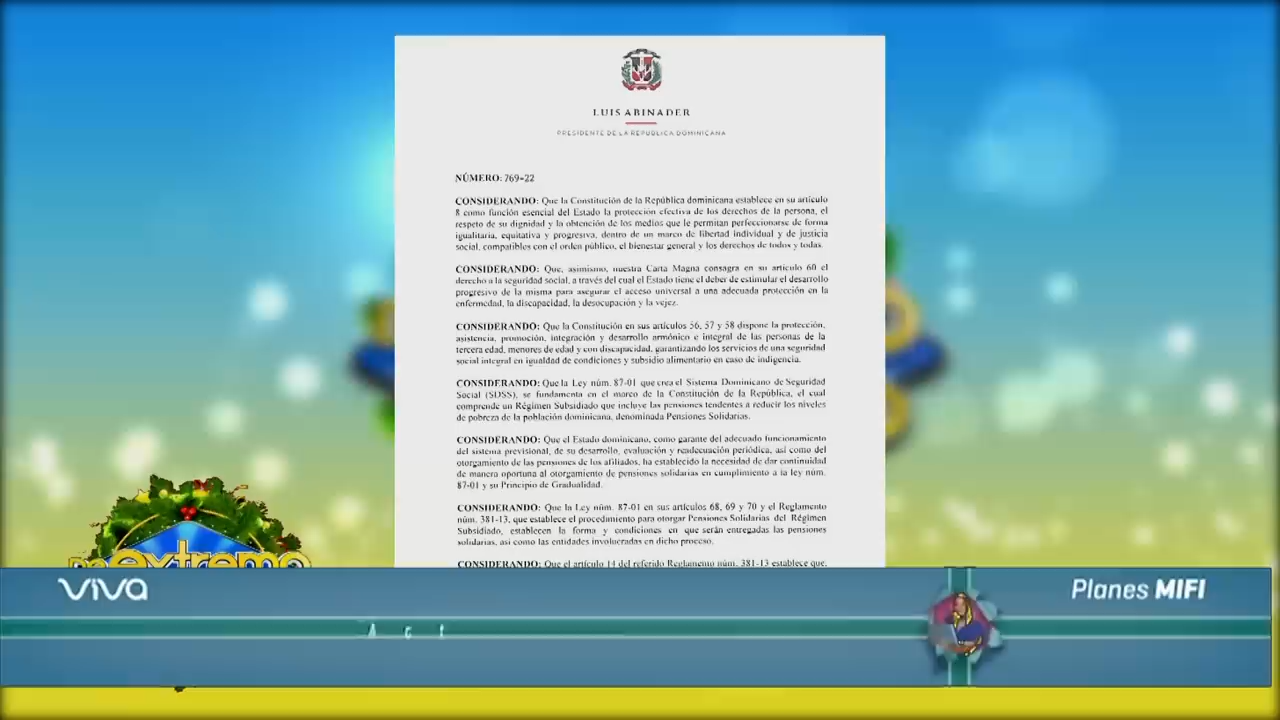 LUIS ABINADER
PRESIDENTE DE LA REPÚBLICA DOMINICANA
NÚMERO: 769-22
CONSIDERANDO: Que la Constitución de la República dominicana establece en su artículo
8 como función esencial del Estado la protección efectiva de los derechos de la persona, el
respeto de su dignidad y la obtención de los medios que le permitan perfeccionarse de forma
igualitaria, equitativa y progresiva, dentro de un marco de libertad individual y de justicia
social, compatibles con el orden público, el bienestar general y los derechos de todos y todas.
CONSIDERANDO: Que, asimismo, nuestra Carta Magna consagra en su artículo 60 el
derecho a la seguridad social, a través del cual el Estado tiene el deber de estimular el desarrollo
progresivo de la misma para asegurar el acceso universal a una adecuada protección en la
enfermedad, la discapacidad, la desocupación y la vejez.
CONSIDERANDO: Que la Constitución en sus artículos 56, 57 y 58 dispone la protección,
asistencia, promoción, integración y desarrollo armónico e integral de las personas de la
tercera edad, menores de edad y con discapacidad, garantizando los servicios de una seguridad
social integral en igualdad de condiciones y subsidio alimentario en caso de indigencia.
CONSIDERANDO: Que la Ley núm. 87-01 que crea el Sistema Dominicano de Seguridad
Social (SDSS), se fundamenta en el marco de la Constitución de la República, el cual
comprende un Régimen Subsidiado que incluye las pensiones tendentes a reducir los niveles
de pobreza de la población dominicana, denominada Pensiones Solidarias.
CONSIDERANDO: Que el Estado dominicano, como garante del adecuado funcionamiento
del sistema previsional, de su desarrollo, evaluación y readecuación periódica, así como del
otorgamiento de las pensiones de los afiliados, ha establecido la necesidad de dar continuidad
de manera oportuna al otorgamiento de pensiones solidarias en cumplimiento a la ley núm.
87-01 y su Principio de Gradualidad.
CONSIDERANDO: Que la Ley núm. 87-01 en sus artículos 68, 69 y 70 y el Reglamento
núm. 381-13, que establece el procedimiento para otorgar Pensiones Solidarias del Régimen
Subsidiado, establecen la forma y condiciones en que serán entregadas las pensiones
solidarias, así como las entidades involucradas en dicho proceso.
CONSIDERANDO: Que el artículo 14 del referido Reglamento núm. 381-13 establece que,
extremo
VIVA
Planes MIFI
A c t